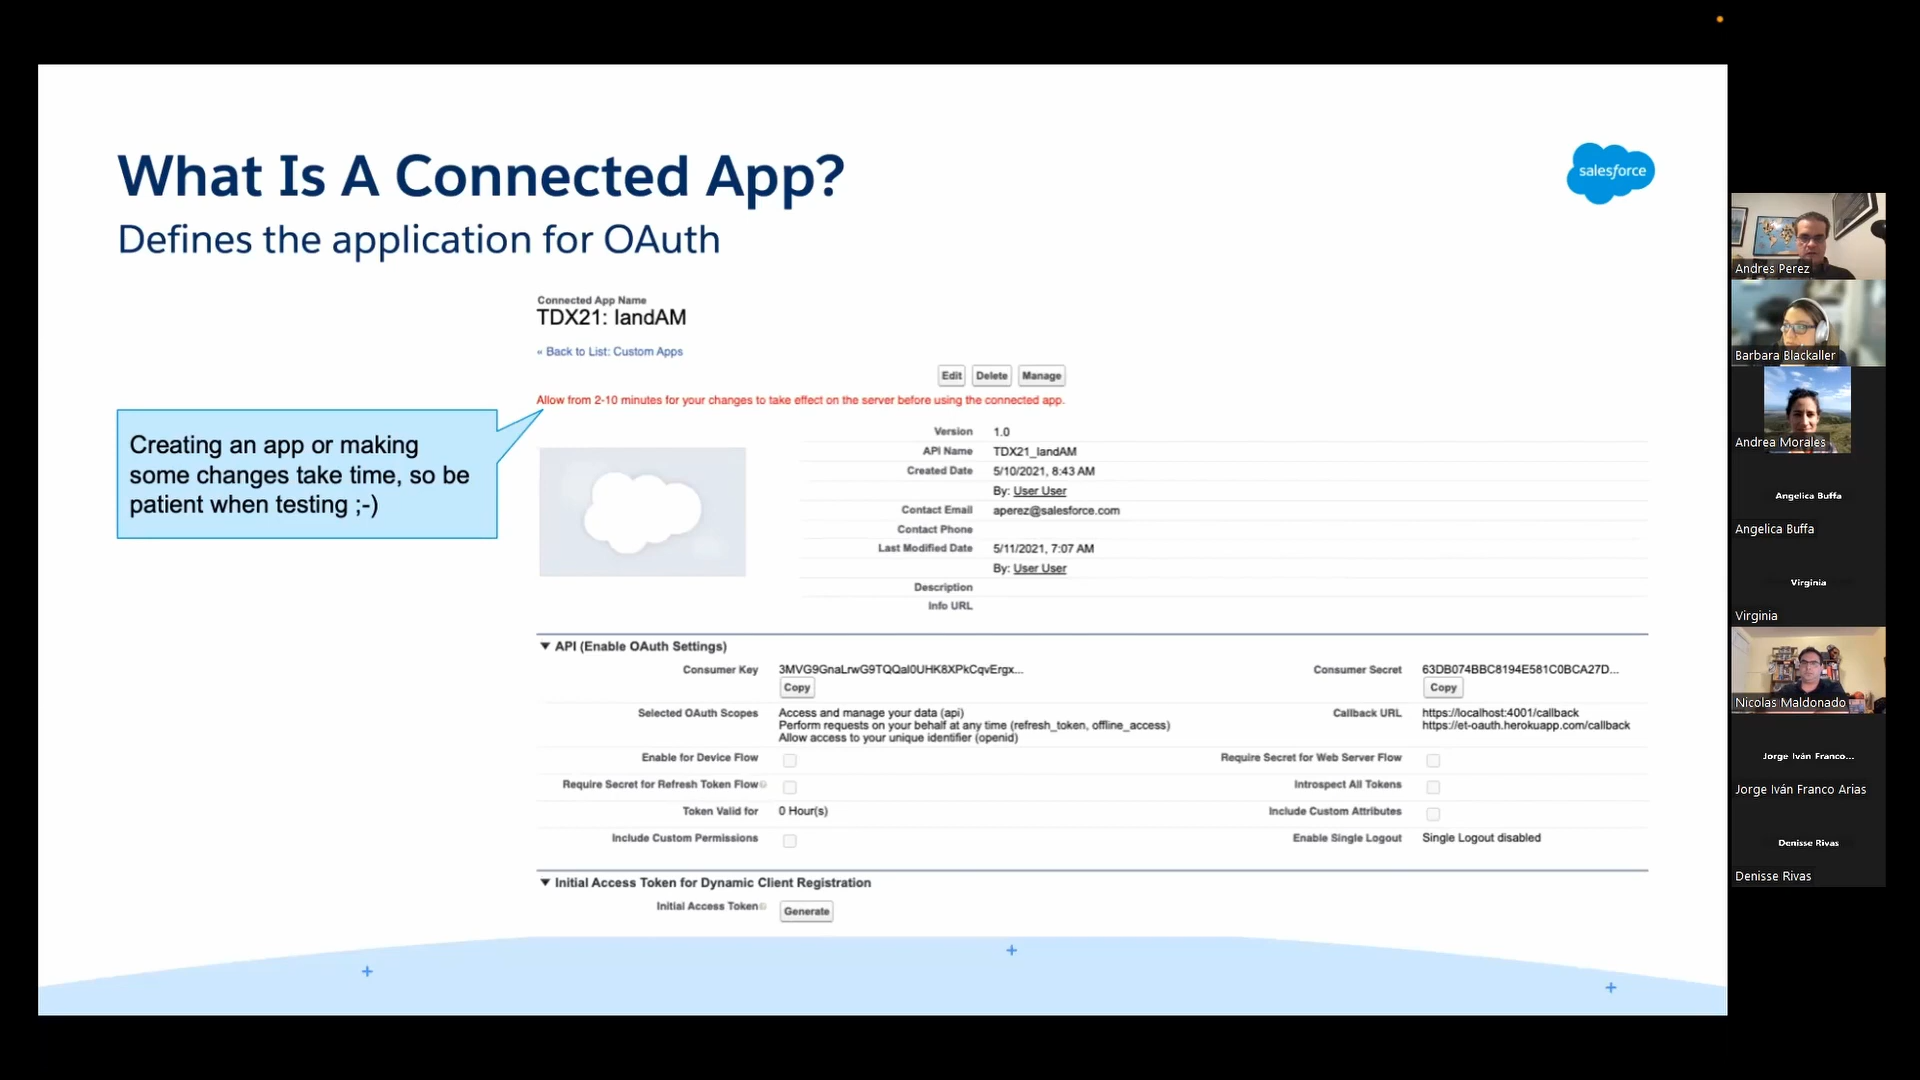 What Is A Connected App?
Defines the application for OAuth
salesforce
Connected App Name
TDX21: IandAM
« Back to List: Custom Apps
Edit Delete Manage
Allow from 2-10 minutes for your changes to take effect on the server before using the connected app.
Creating an app or making
some changes take time, so be
patient when testing ;-)
Version 1.0
API Name TDX21_IandAM
Created Date 5/10/2021, 8:43 AM
By: User User
Contact Email aperez@salesforce.com
Contact Phone
Last Modified Date 5/11/2021, 7:07 AM
By: User User
Description
Info URL
API (Enable OAuth Settings)
Consumer Key 3MVG9GnaLrwG9TQQal0UHK8XPkCqvErgx... Consumer Secret 63DB074BBC8194E581C0BCA27D...
Copy Copy
Selected OAuth Scopes Access and manage your data (api) Callback URL https://localhost:4001/callback
Perform requests on your behalf at any time (refresh_token, offline_access) https://et-oauth.herokuapp.com/callback
Allow access to your unique identifier (openid)
Enable for Device Flow Require Secret for Web Server Flow
Require Secret for Refresh Token Flow Introspect All Tokens
Token Valid for 0 Hour(s) Include Custom Attributes
Include Custom Permissions Enable Single Logout Single Logout disabled
Initial Access Token for Dynamic Client Registration
Initial Access Token Generate
Andres Perez
Barbara Blackaller
Andrea Morales
Angelica Buffa
Angelica Buffa
Virginia
Virginia
Nicolas Maldonado
Jorge Iván Franco...
Jorge Iván Franco Arias
Denisse Rivas
Denisse Rivas